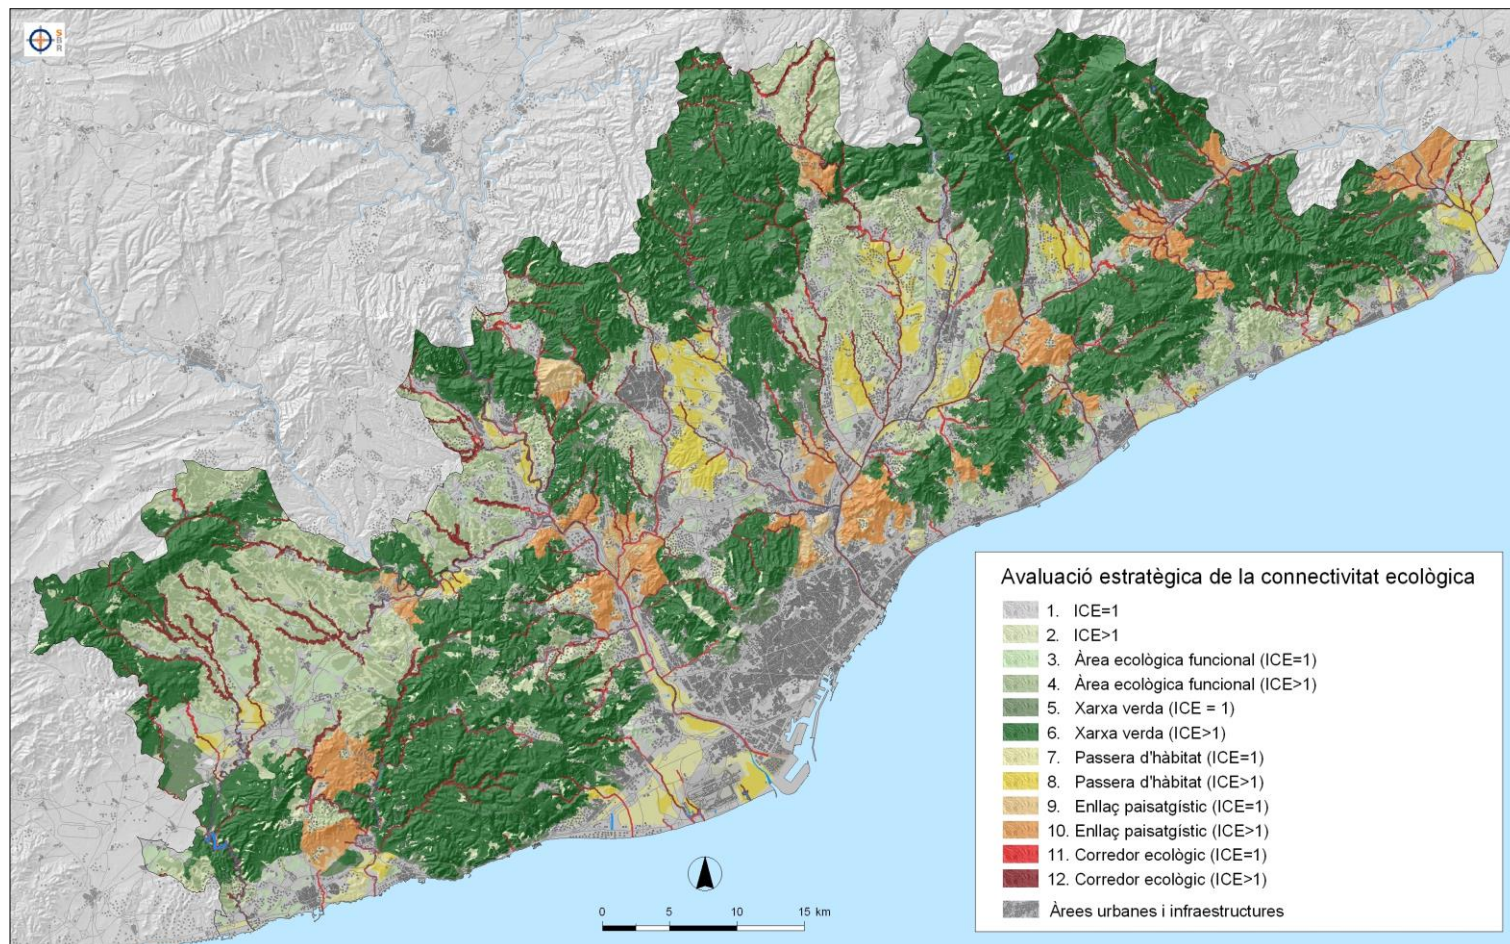 S
B
R
Avaluació estratègica de la connectivitat ecològica
1. ICE=1
2. ICE>1
3. Àrea ecològica funcional (ICE=1)
4. Àrea ecològica funcional (ICE>1)
5. Xarxa verda (ICE = 1)
6. Xarxa verda (ICE>1)
7. Passera d'hàbitat (ICE=1)
8. Passera d'hàbitat (ICE>1)
9. Enllaç paisatgístic (ICE=1)
10. Enllaç paisatgístic (ICE>1)
11. Corredor ecològic (ICE=1)
12. Corredor ecològic (ICE>1)
Àrees urbanes i infraestructures
0 5 10 15 km